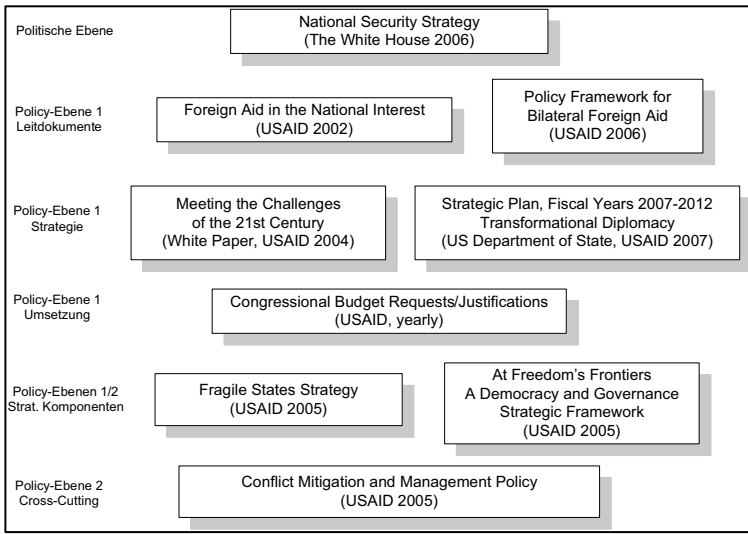 Politische Ebene
National Security Strategy
(The White House 2006)
Policy-Ebene 1
Leitdokumente
Foreign Aid in the National Interest
(USAID 2002)
Policy Framework for
Bilateral Foreign Aid
(USAID 2006)
Policy-Ebene 1
Strategie
Meeting the Challenges
of the 21st Century
(White Paper, USAID 2004)
Strategic Plan, Fiscal Years 2007-2012
Transformational Diplomacy
(US Department of State, USAID 2007)
Policy-Ebene 1
Umsetzung
Congressional Budget Requests/Justifications
(USAID, yearly)
Policy-Ebenen 1/2
Strat. Komponenten
Fragile States Strategy
(USAID 2005)
At Freedom's Frontiers
A Democracy and Governance
Strategic Framework
(USAID 2005)
Policy-Ebene 2
Cross-Cutting
Conflict Mitigation and Management Policy
(USAID 2005)